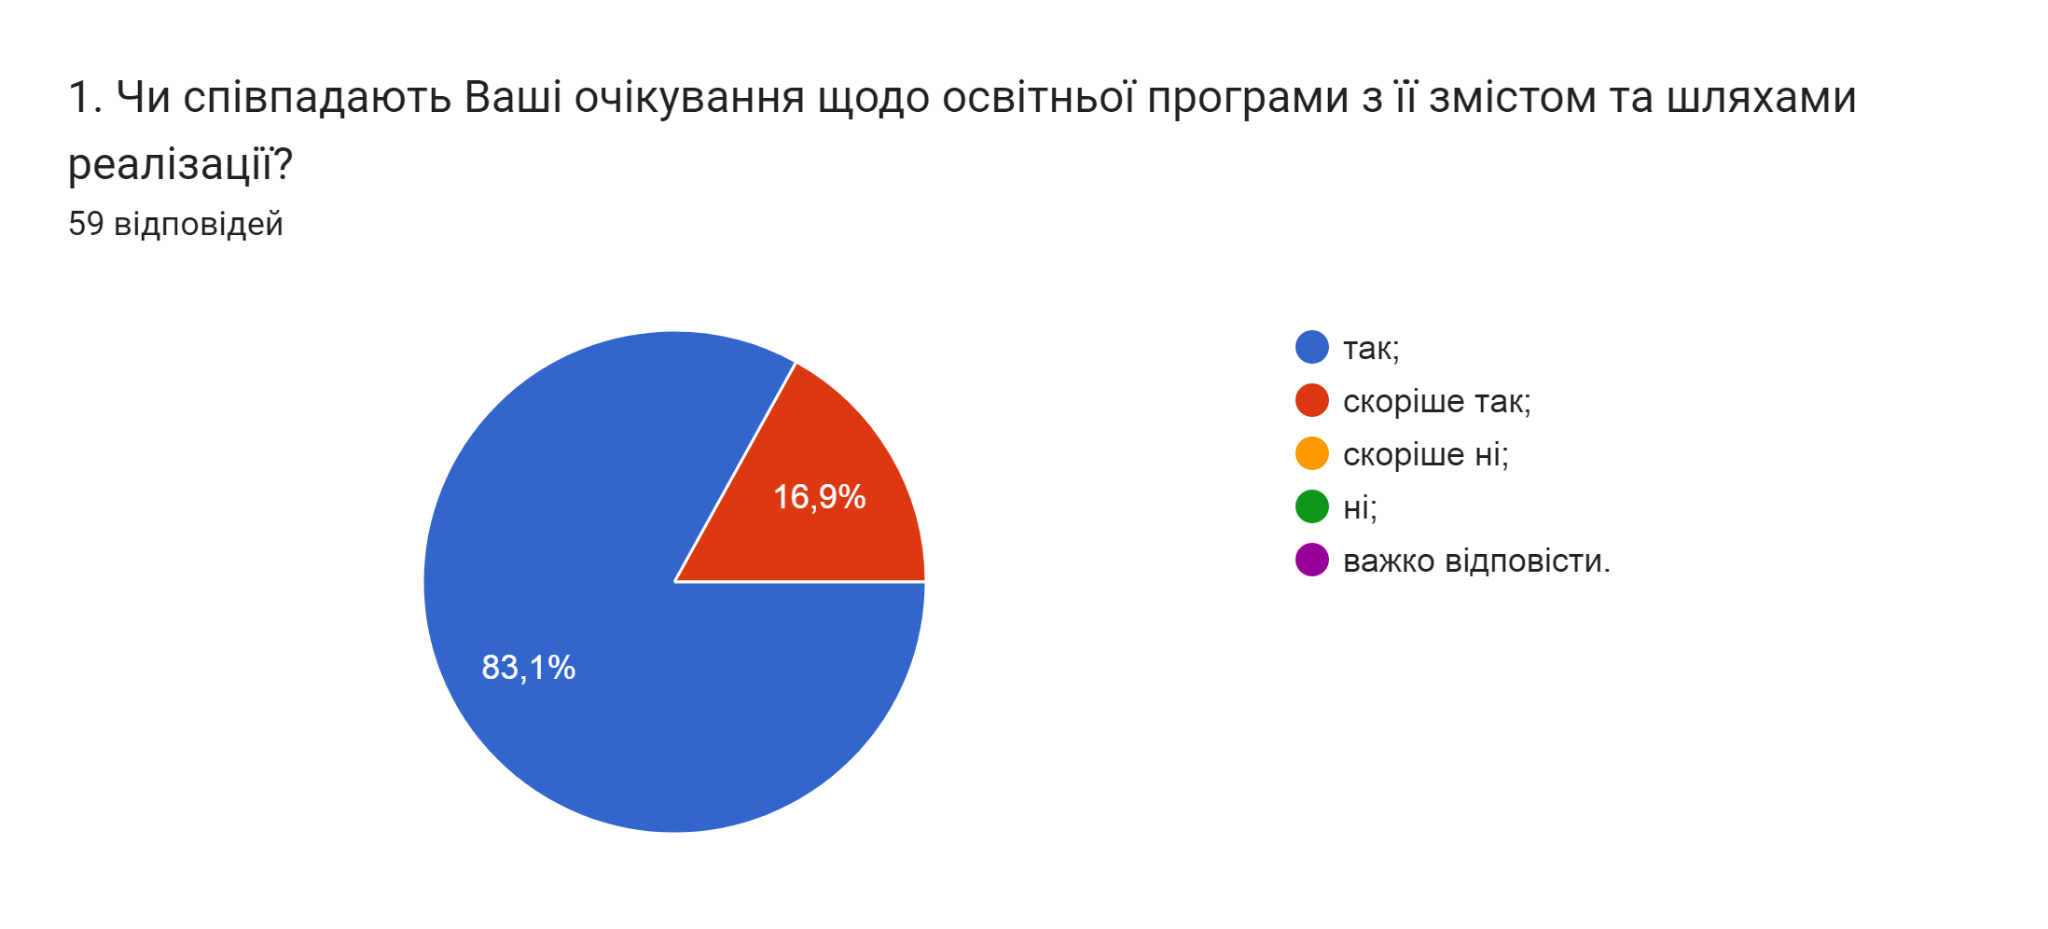 1. Чи співпадають Ваші очікування щодо освітньої програми з її змістом та шляхами
реалізації?
59 відповідей
так;
скоріше так;
скоріше ні;
ні;
важко відповісти.
16,9%
83,1%